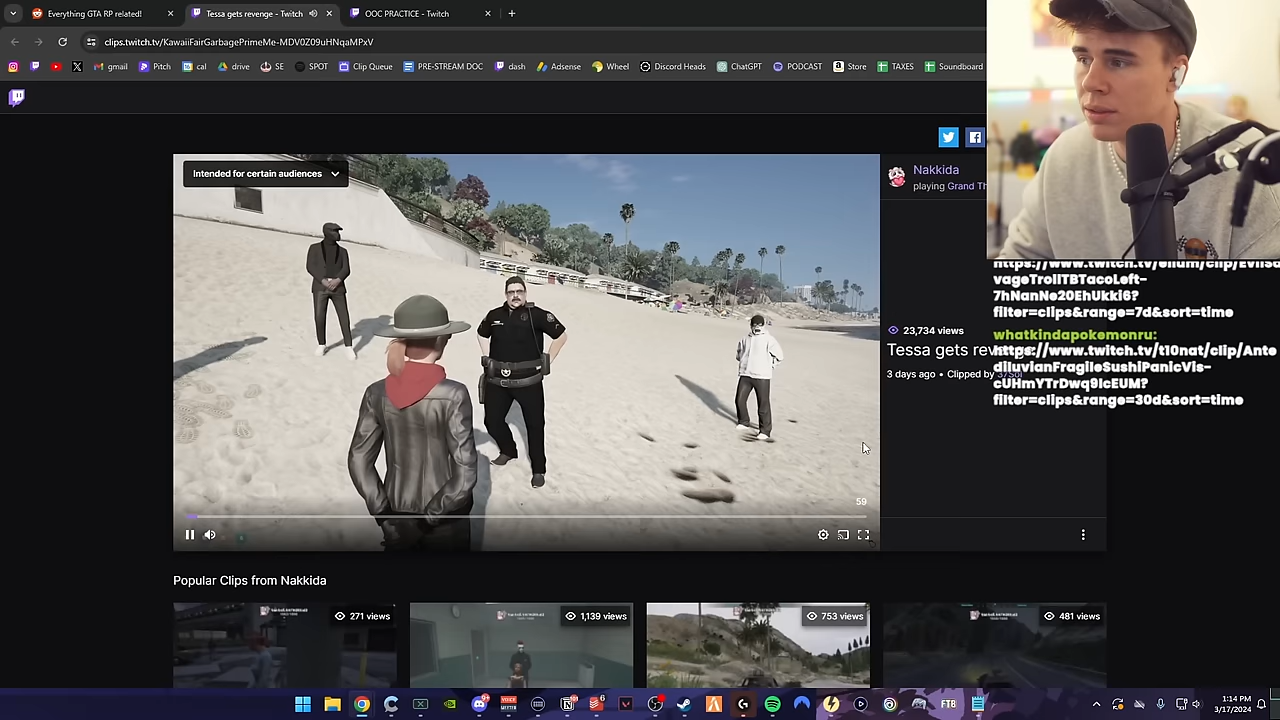 Everything GTA RP related!
Tessa gets revenge - Twitch
OOC PRACTICE - Twitch
clips.twitch.tv/KawaiiFairGarbagePrimeMe-MDV0Z09uHNqaMPxV
gmail
Pitch
cal
drive
SE
SPOT
Clip Queue
PRE-STREAM DOC
dash
Adsense
Wheel
Discord Heads
ChatGPT
PODCAST
Store
TAXES
Soundboard
Intended for certain audiences
Nakkida
playing Grand Th
23,734 views
Tessa gets
3 days ago • Clipped by
vageTrollTBTacoLeft-
7hNanNe20EhUkki6?
filter=clips&range=7d&sort=time
whatkindapokemonru:
https://www.twitch.tv/t10nat/clip/Ante
diluvianFragileSushiPanicVis-
cUHmYTrDwq9icEUM?
filter=clips&range=30d&sort=time
59
Popular Clips from Nakkida
271 views
1139 views
753 views
481 views
VOICE
FTB
1:14 PM
3/17/2024